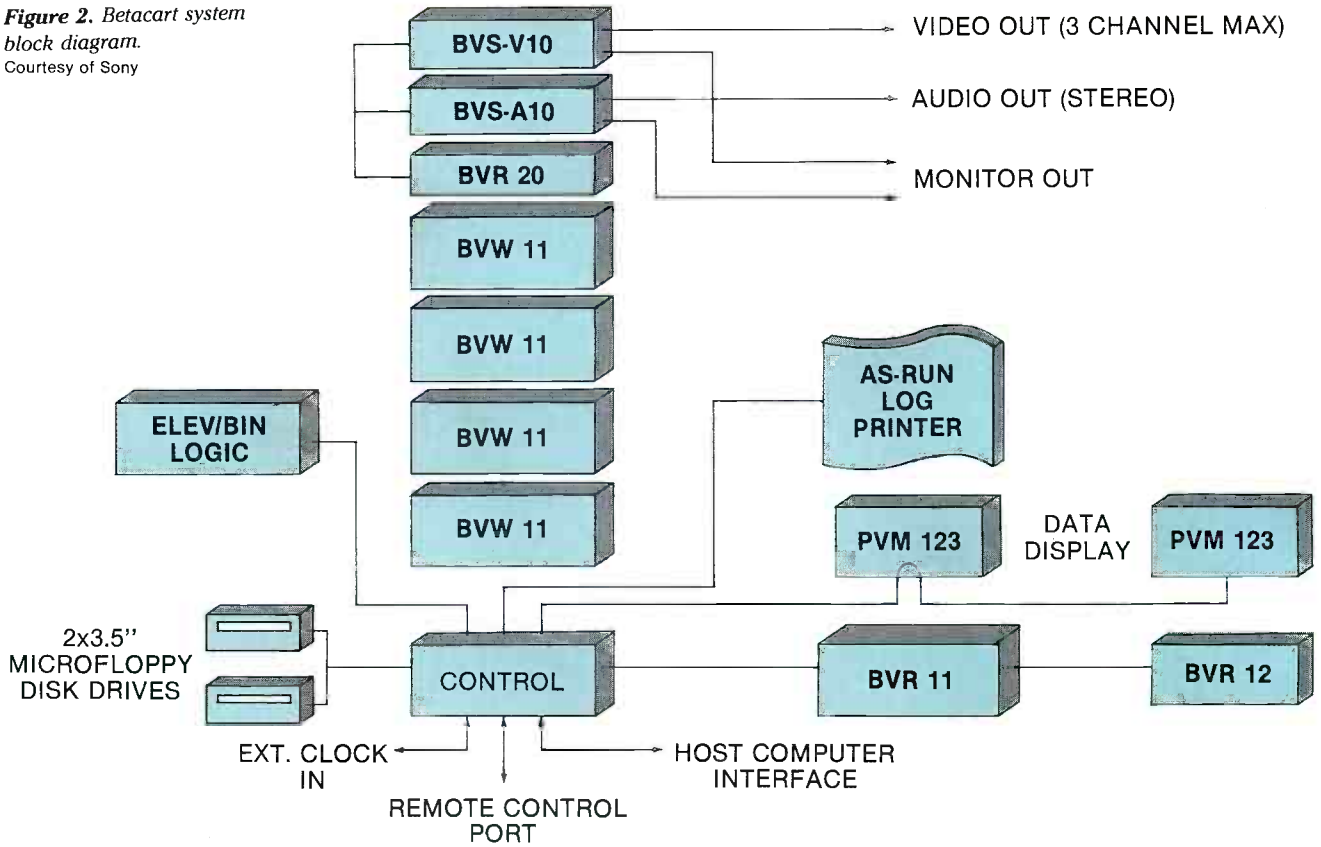 Figure 2. Betacart system
block diagram.
Courtesy of Sony
BVS-V10
VIDEO OUT (3 CHANNEL MAX)
BVS-A10
AUDIO OUT (STEREO)
BVR 20
MONITOR OUT
BVW 11
BVW 11
BVW 11
BVW 11
ELEV/BIN
LOGIC
AS-RUN
LOG
PRINTER
PVM 123
DATA
DISPLAY
PVM 123
2x3.5''
MICROFLOPPY
DISK DRIVES
CONTROL
BVR 11
BVR 12
EXT. CLOCK
IN
REMOTE CONTROL
PORT
HOST COMPUTER
INTERFACE